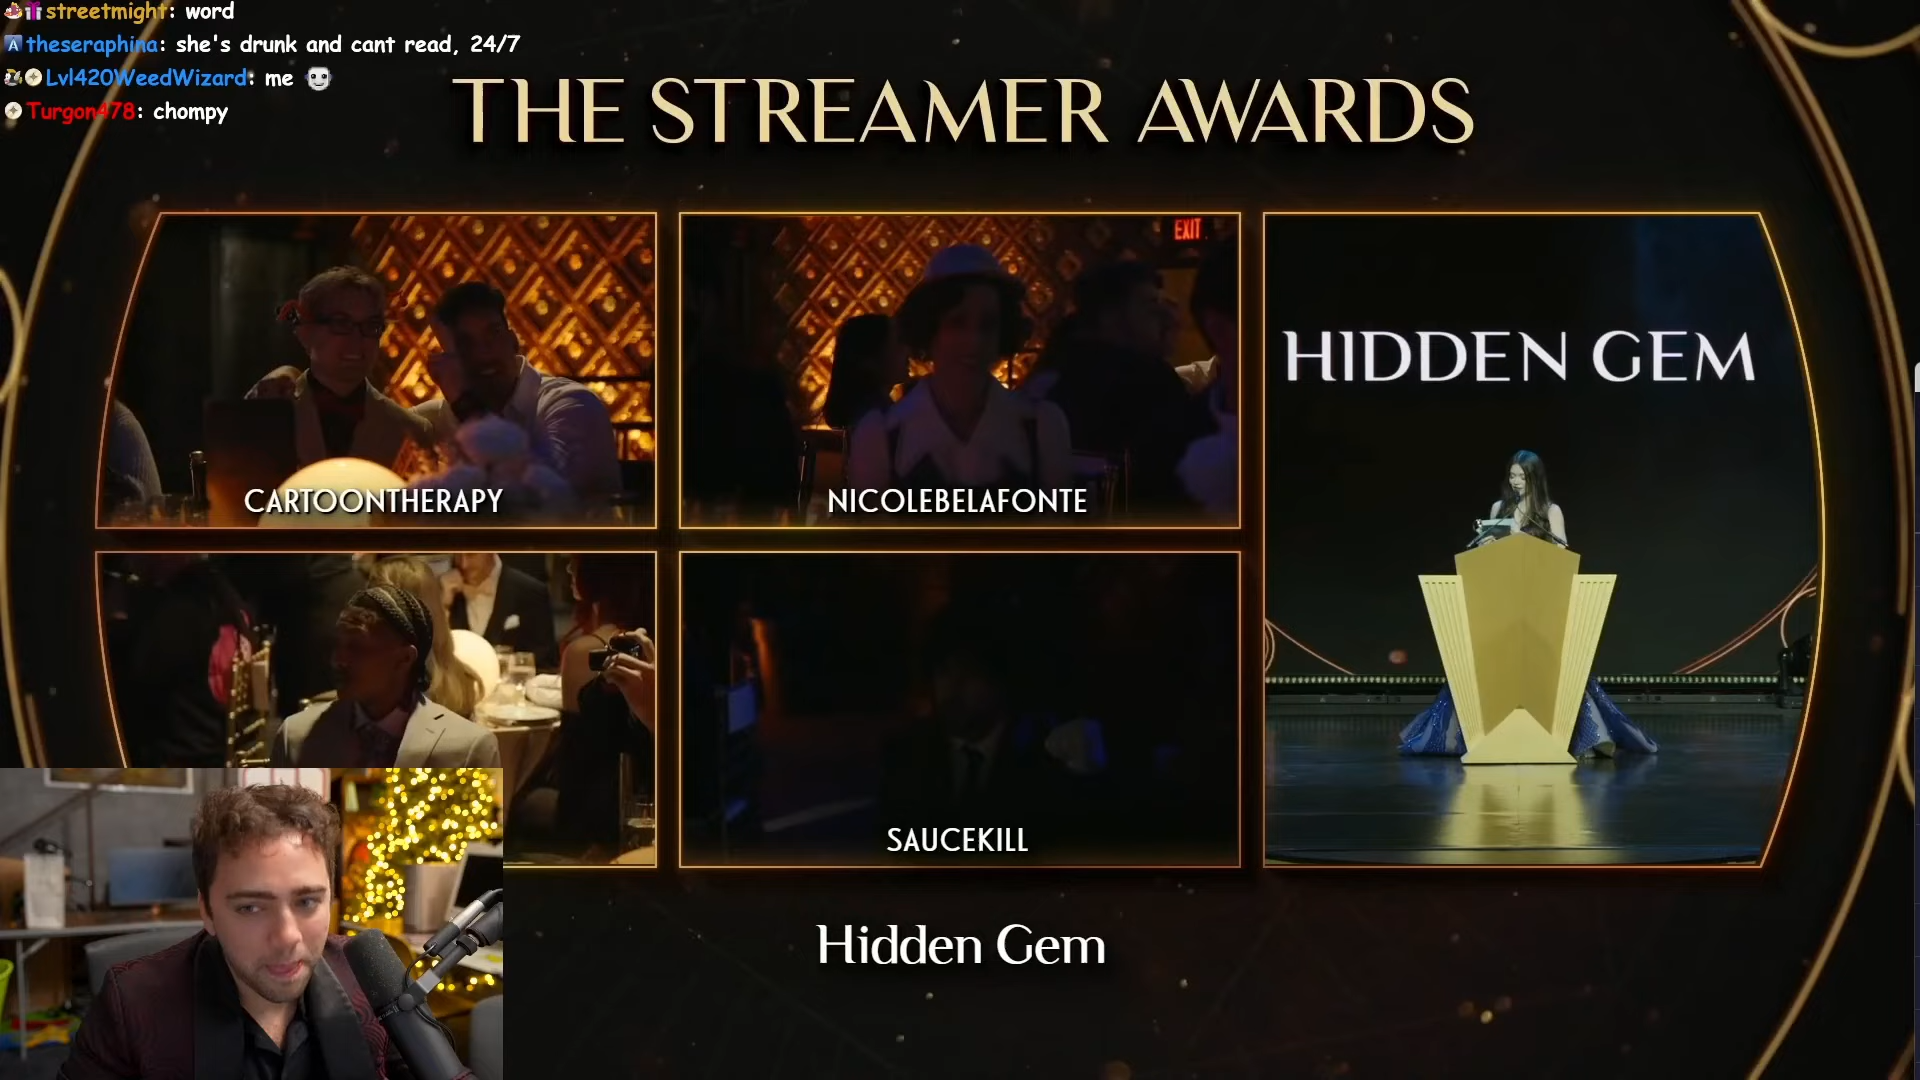 streetmight: word
theseraphina: she's drunk and cant read, 24/7
Lvl420WeedWizard: me
Turgon478: chompy
THE STREAMER AWARDS
EXIT
CARTOONTHERAPY
NICOLEBELAFONTE
HIDDEN GEM
SAUCEKILL
Hidden Gem